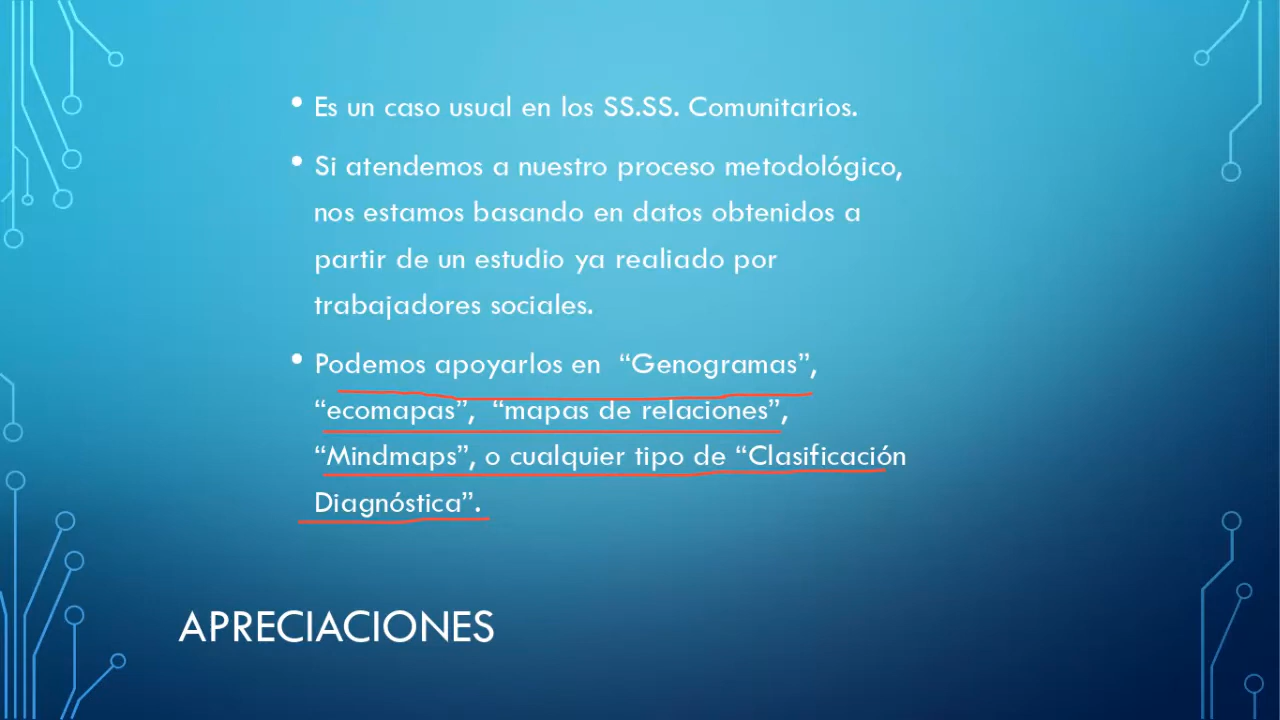 • Es un caso usual en los SS.SS. Comunitarios.
• Si atendemos a nuestro proceso metodológico,
nos estamos basando en datos obtenidos a
partir de un estudio ya realiado por
trabajadores sociales.
• Podemos apoyarlos en “Genogramas”,
“ecomapas”, “mapas de relaciones”,
“Mindmaps”, o cualquier tipo de “Clasificación
Diagnóstica”.
APRECIACIONES